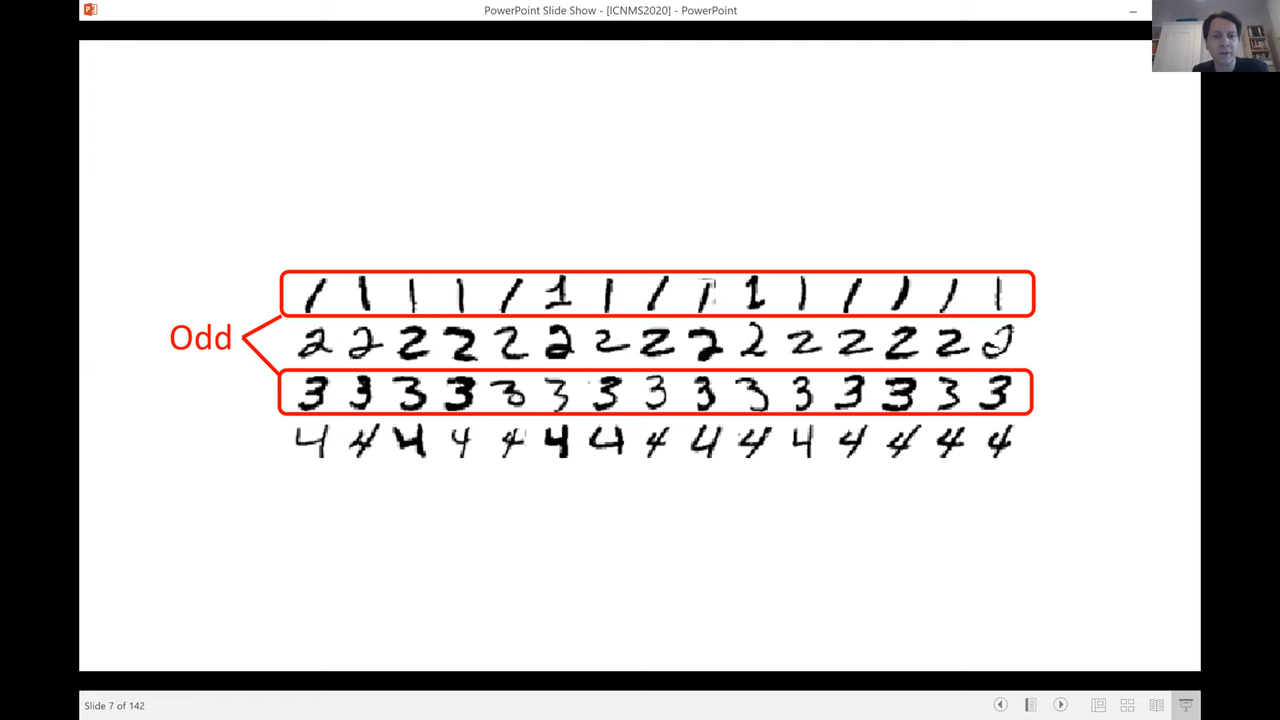 PowerPoint Slide Show - [ICNMS2020] - PowerPoint
1 1 1 1 1 1 1 1 1 1 1 1 1 1 1
Odd
2 2 2 2 2 2 2 2 2 2 2 2 2 2 2
3 3 3 3 3 3 3 3 3 3 3 3 3 3 3
4 4 4 4 4 4 4 4 4 4 4 4 4 4 4
Slide 7 of 142